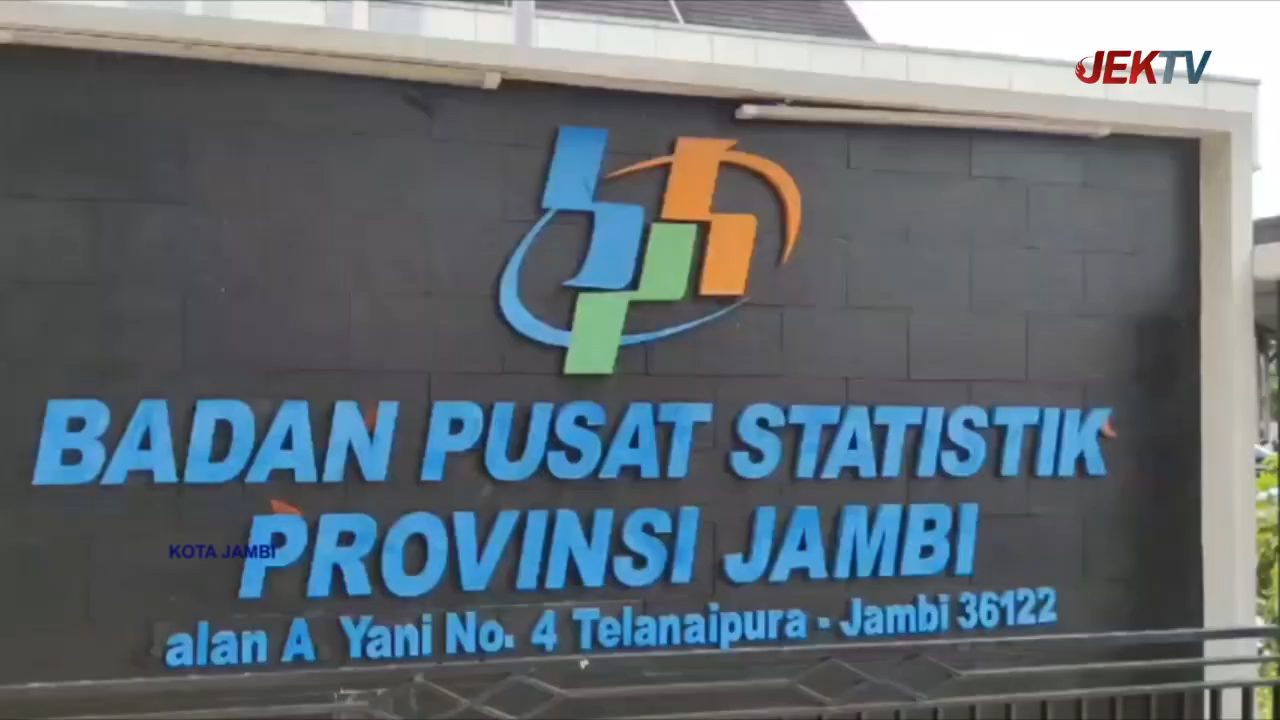 JEKTV
BADAN PUSAT STATISTIK
PROVINSI JAMBI
KOTA JAMBI
alan A Yani No. 4 Telanaipura - Jambi 36122